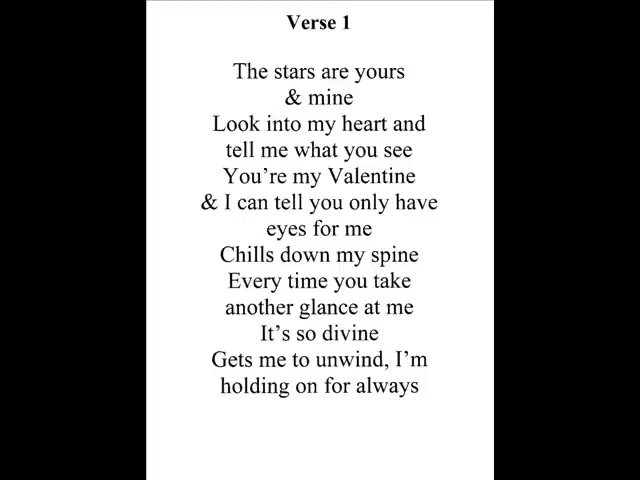 Verse 1
The stars are yours
& mine
Look into my heart and
tell me what you see
You're my Valentine
& I can tell you only have
eyes for me
Chills down my spine
Every time you take
another glance at me
It's so divine
Gets me to unwind, I'm
holding on for always